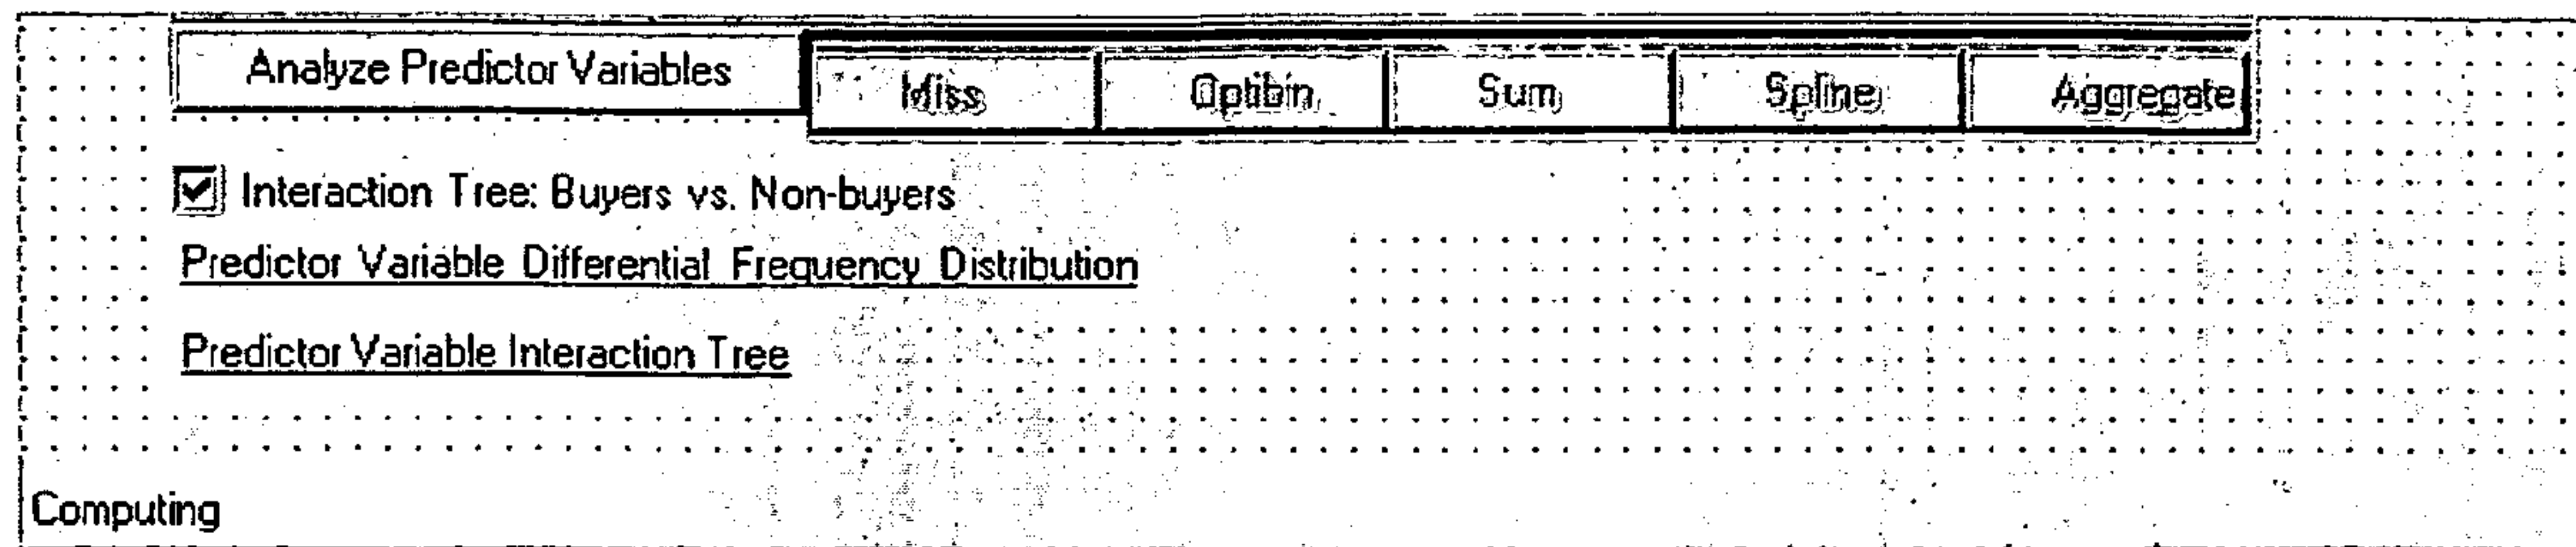 Analyze Predictor Variables Miss Optibin Sum Spline Aggregate
Interaction Tree: Buyers vs. Non-buyers
Predictor Variable Differential Frequency Distribution
Predictor Variable Interaction Tree
Computing